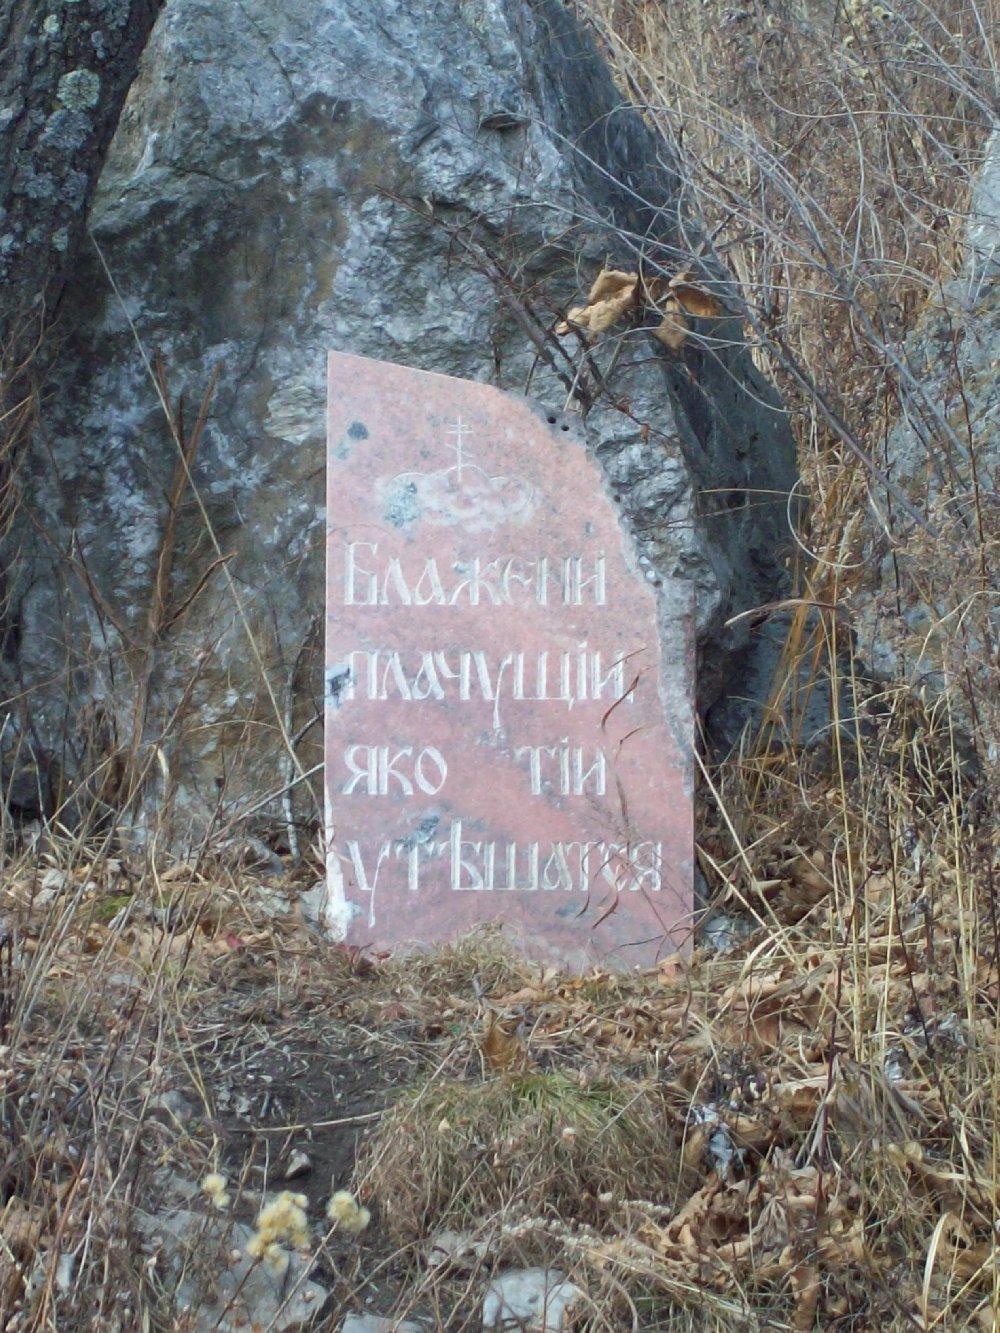 Блажени
плачущіи
яко тіи
утѣшатся